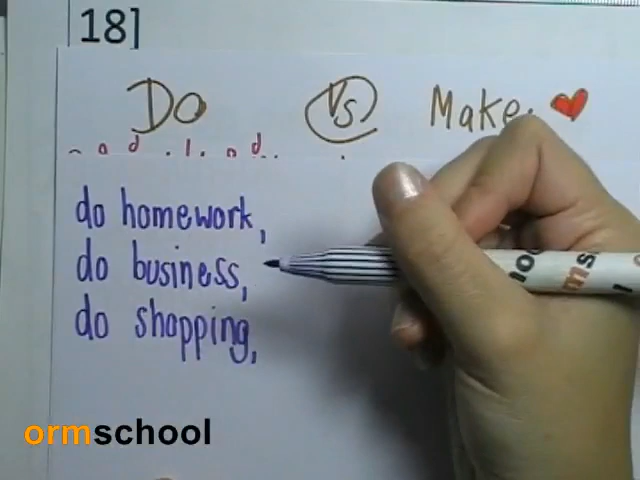 18]
Do Vs Make
do homework,
do business,
do shopping,
ormschool